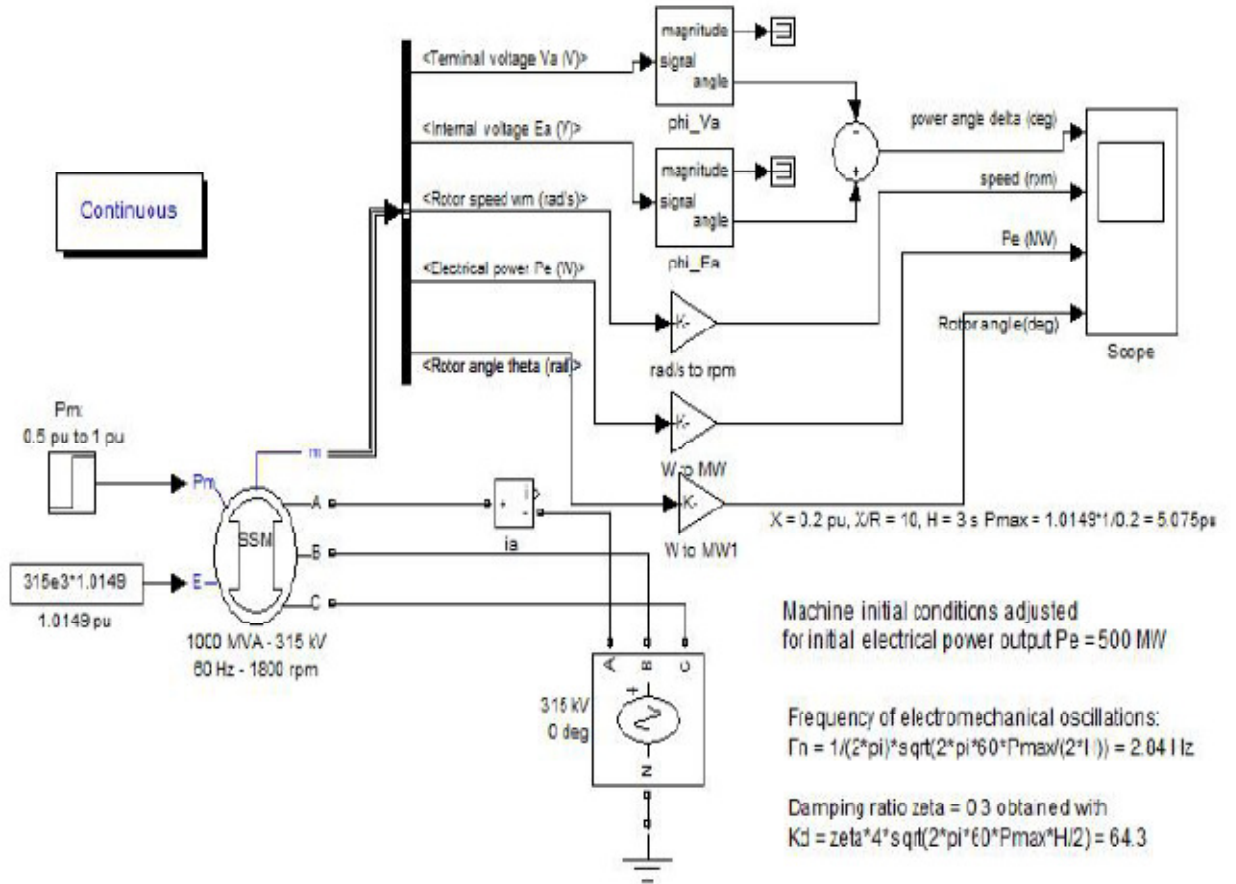 magnitude
<Terminal voltage Va (V)>
signal
angle
phi_Va
power angle delta (deg)
<Internal voltage Ea (V)>
magnitude
signal
angle
phi_Ea
-
+
speed (rpm)
Continuous
<Rotor speed wm (rad/s)>
Pe (MW)
<Electrical power Pe (W)>
K-
rad/s to rpm
Rotor angle(deg)
Scope
<Rotor angle theta (rad)>
Pm:
0.5 pu to 1 pu
K-
W to MW
m
Pm
A
SSM
B
C
E
+
i
-
ia
K-
W to MW1
X = 0.2 pu, X/R = 10, H = 3 s Pmax = 1.0149*1/0.2 = 5.075pu
315e3*1.0149
1.0149 pu
1000 MVA - 315 kV
60 Hz - 1800 rpm
Machine initial conditions adjusted
for initial electrical power output Pe = 500 MW
A
B
C
+
N
315 kV
0 deg
Frequency of electromechanical oscillations:
Fn = 1/(2*pi)*sqrt(2*pi*60*Pmax/(2*H)) = 2.84 Hz
Damping ratio zeta = 0.3 obtained with
Kd = zeta*4*sqrt(2*pi*60*Pmax*H/2) = 64.3